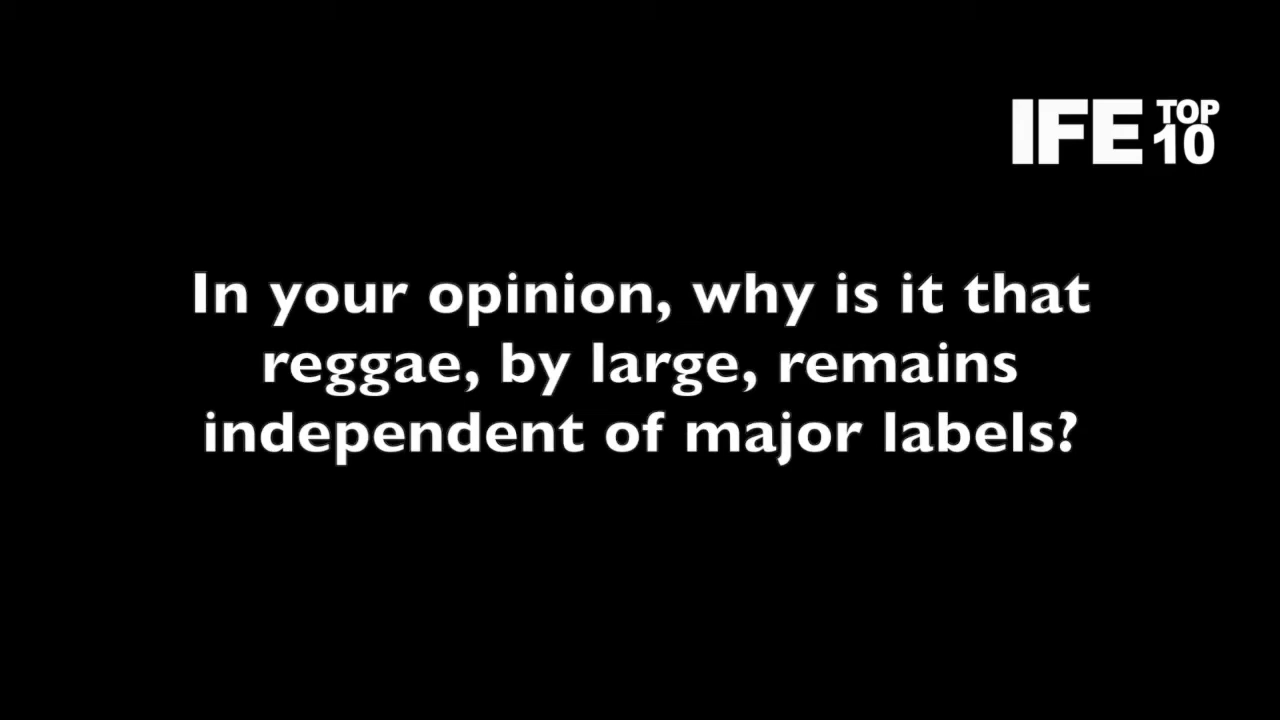 IFE TOP 10
In your opinion, why is it that
reggae, by large, remains
independent of major labels?